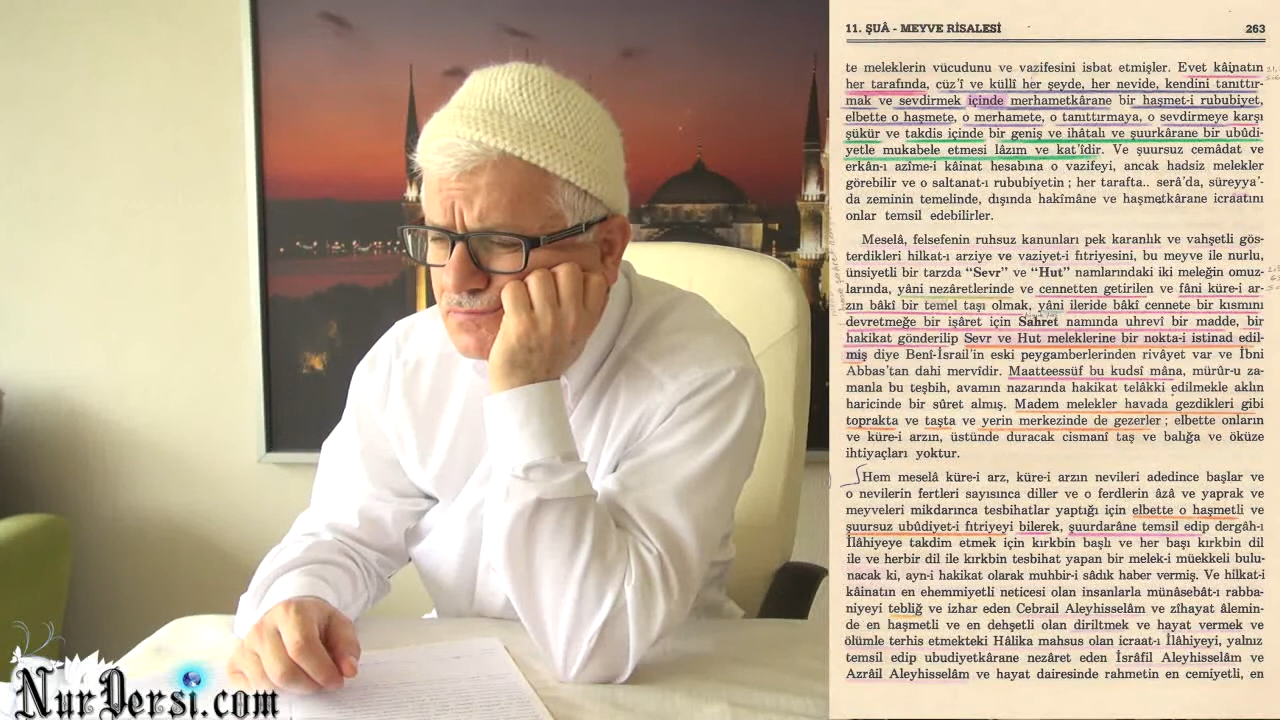 11. ŞUÂ - MEYVE RİSALESİ 263
te meleklerin vücudunu ve vazifesini isbat etmişler. Evet kâinatın
her tarafında, cüz'î ve küllî her şeyde, her nevide, kendini tanıttır-
mak ve sevdirmek içinde merhametkârane bir haşmet-i rububiyet,
elbette o haşmete, o merhamete, o tanıttırmaya, o sevdirmeye karşı
şükür ve takdis içinde bir geniş ve ihâtalı ve şuurkârane bir ubûdi-
yetle mukabele etmesi lâzım ve kat'îdir. Ve şuursuz cemâdat ve
erkân-ı azîme-i kâinat hesabına o vazifeyi, ancak hadsiz melekler
görebilir ve o saltanat-ı rububiyetin ; her tarafta.. serâ'da, süreyya'-
da zeminin temelinde, dışında hakîmâne ve haşmetkârane icraatını
onlar temsil edebilirler.
Meselâ, felsefenin ruhsuz kanunları pek karanlık ve vahşetli gös-
terdikleri hilkat-ı arziye ve vaziyet-i fıtriyesini, bu meyve ile nurlu,
ünsiyetli bir tarzda "Sevr" ve "Hut" namlarındaki iki meleğin omuz-
larında, yâni nezâretlerinde ve cennetten getirilen ve fâni küre-i ar-
zın bâkî bir temel taşı olmak, yâni ileride bâkî cennete bir kısmını
devretmeğe bir işâret için Sahret namında uhrevî bir madde, bir
hakikat gönderilip Sevr ve Hut meleklerine bir nokta-i istinad edil-
miş diye Benî-İsrail'in eski peygamberlerinden rivâyet var ve İbni
Abbas'tan dahi mervîdir. Maatteessüf bu kudsî mâna, mürûr-u za-
manla bu teşbih, avamın nazarında hakikat telâkki edilmekle aklın
haricinde bir sûret almış. Madem melekler havada gezdikleri gibi
toprakta ve taşta ve yerin merkezinde de gezerler ; elbette onların
ve küre-i arzın, üstünde duracak cismanî taş ve balığa ve öküze
ihtiyaçları yoktur.
Hem meselâ küre-i arz, küre-i arzın nevileri adedince başlar ve
o nevilerin fertleri sayısınca diller ve o ferdlerin âzâ ve yaprak ve
meyveleri mikdarınca tesbihatlar yaptığı için elbette o haşmetli ve
şuursuz ubûdiyet-i fıtriyeyi bilerek, şuurdarâne temsil edip dergâh-ı
İlâhiyeye takdim etmek için kırkbin başlı ve her başı kırkbin dil
ile ve herbir dil ile kırkbin tesbihat yapan bir melek-i müekkeli bulu-
nacak ki, ayn-i hakikat olarak muhbir-i sâdık haber vermiş. Ve hilkat-i
kâinatın en ehemmiyetli neticesi olan insanlarla münâsebât-ı rabba-
niyeyi tebliğ ve izhar eden Cebrail Aleyhisselâm ve zîhayat âlemin-
de en haşmetli ve en dehşetli olan diriltmek ve hayat vermek ve
ölümle terhis etmekteki Hâlika mahsus olan icraat-ı İlâhiyeyi, yalnız
temsil edip ubudiyetkârane nezâret eden İsrâfil Aleyhisselâm ve
Azrâil Aleyhisselâm ve hayat dairesinde rahmetin en cemiyetli, en
NurDersi.com